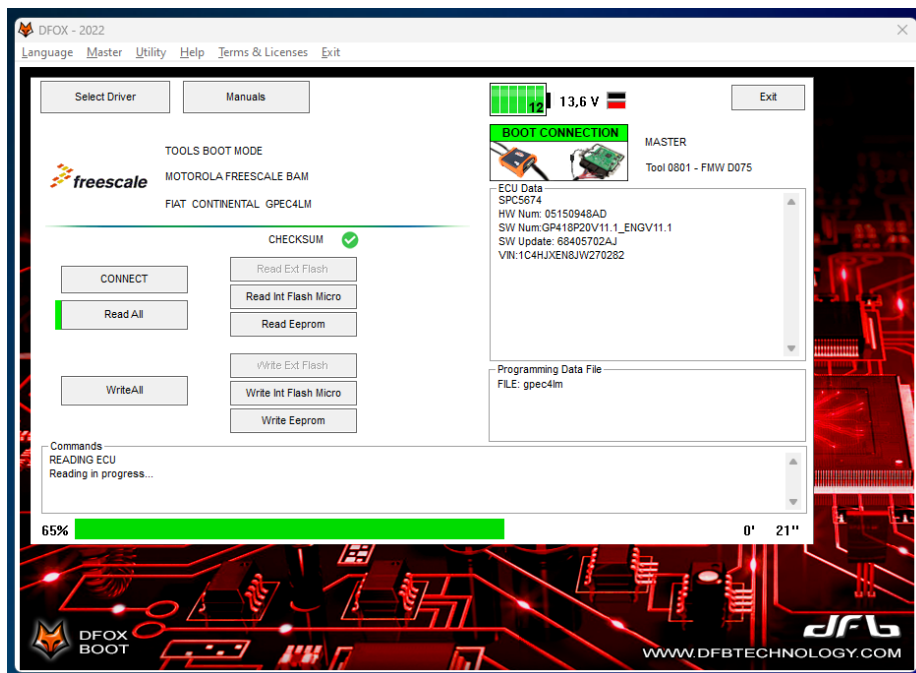 DFOX - 2022
Language Master Utility Help Terms & Licenses Exit
Select Driver
Manuals
12
13,6 V
Exit
BOOT CONNECTION
MASTER
Tool 0801 - FMW D075
TOOLS BOOT MODE
freescale
MOTOROLA FREESCALE BAM
FIAT CONTINENTAL GPEC4LM
CHECKSUM
CONNECT
Read All
WriteAll
Read Ext Flash
Read Int Flash Micro
Read Eeprom
Write Ext Flash
Write Int Flash Micro
Write Eeprom
ECU Data
SPC5674
HW Num: 05150948AD
SW Num:GP418P20V11.1_ENGV11.1
SW Update: 68405702AJ
VIN:1C4HJXEN8JW270282
Programming Data File
FILE: gpec4lm
Commands
READING ECU
Reading in progress...
65%
0' 21''
DFOX
BOOT
dfb
WWW.DFBTECHNOLOGY.COM